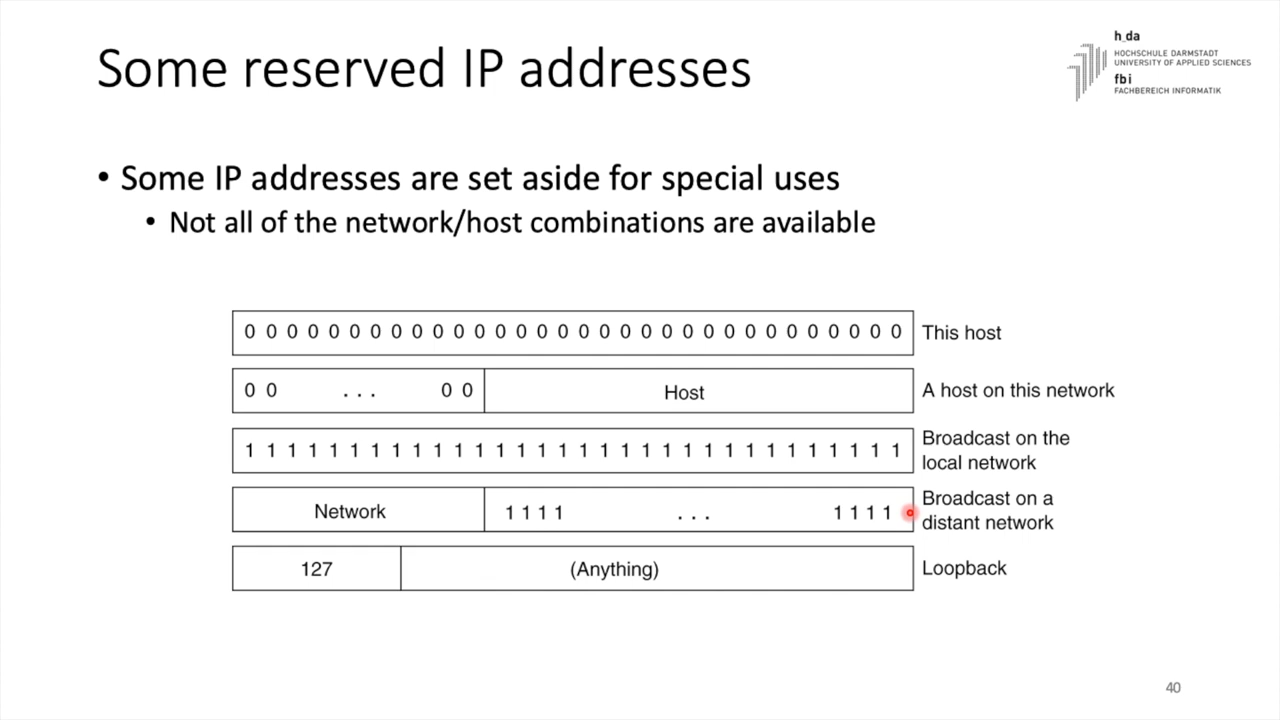 Some reserved IP addresses
h_da
HOCHSCHULE DARMSTADT
UNIVERSITY OF APPLIED SCIENCES
fbi
FACHBEREICH INFORMATIK
• Some IP addresses are set aside for special uses
• Not all of the network/host combinations are available
0 0 0 0 0 0 0 0 0 0 0 0 0 0 0 0 0 0 0 0 0 0 0 0 0 0 0 0 0 0 0 0 This host
0 0 ... 0 0 Host A host on this network
1 1 1 1 1 1 1 1 1 1 1 1 1 1 1 1 1 1 1 1 1 1 1 1 1 1 1 1 1 1 1 1 Broadcast on the
local network
Network 1 1 1 1 ... 1 1 1 1 Broadcast on a
distant network
127 (Anything) Loopback
40